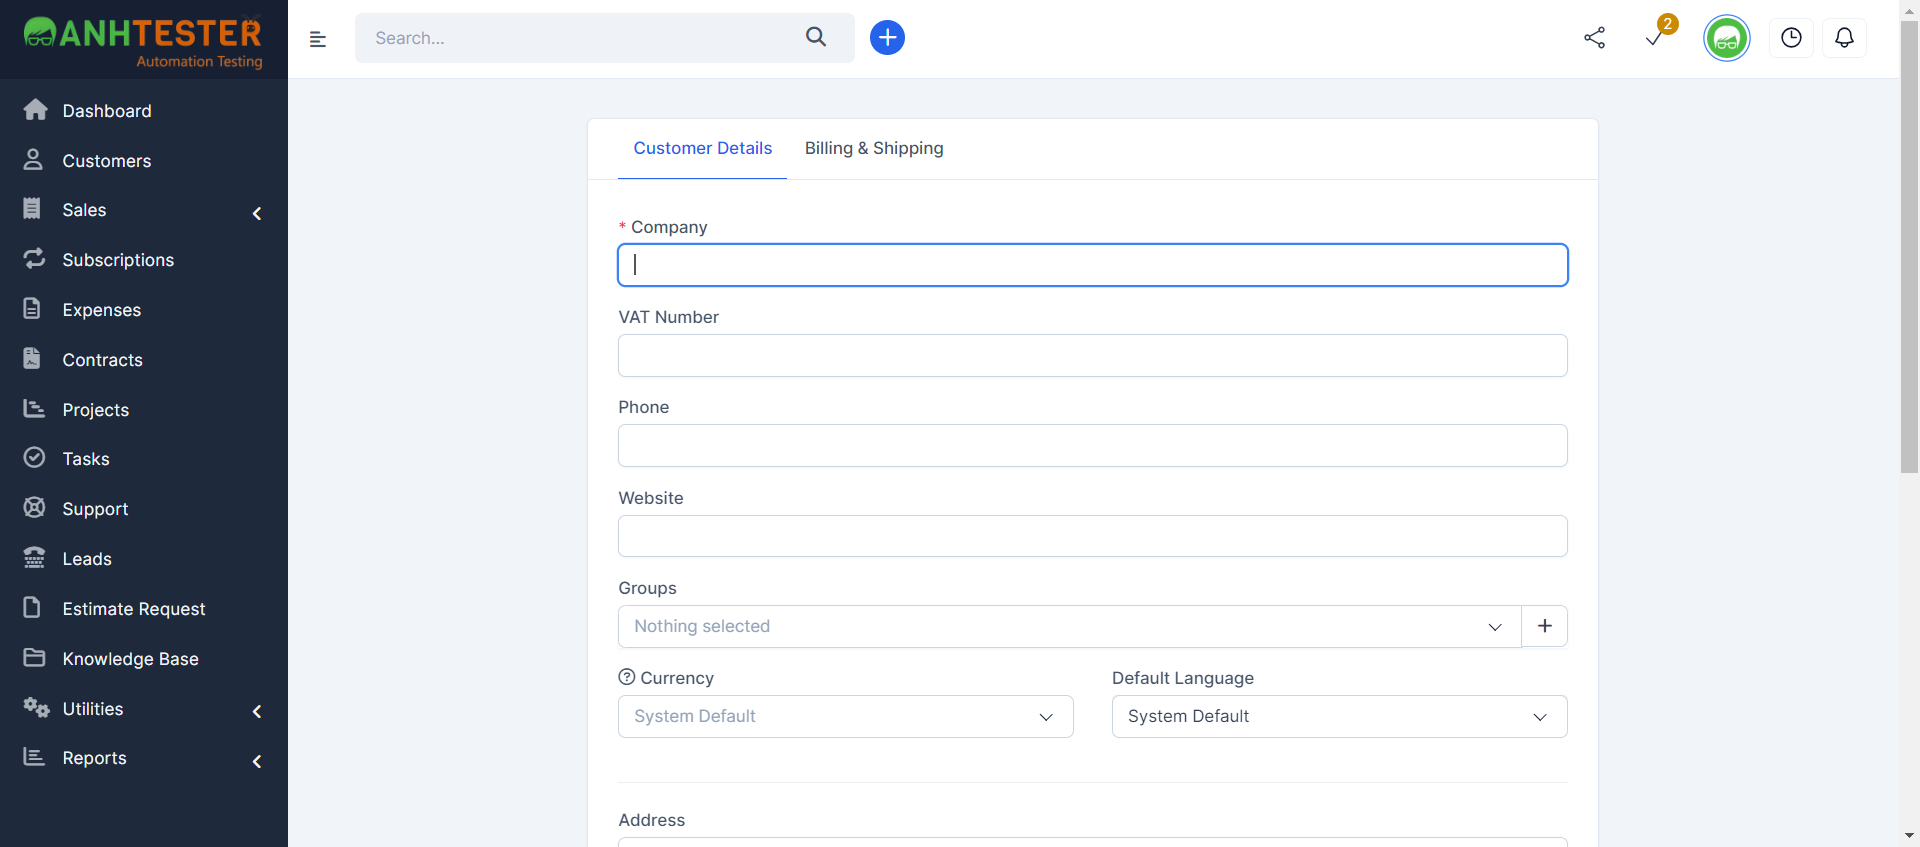 ANHTESTER
Automation Testing
Search...
2
Dashboard
Customers
Sales
Subscriptions
Expenses
Contracts
Projects
Tasks
Support
Leads
Estimate Request
Knowledge Base
Utilities
Reports
Customer Details
Billing & Shipping
* Company
VAT Number
Phone
Website
Groups
Nothing selected
Currency
Default Language
System Default
System Default
Address